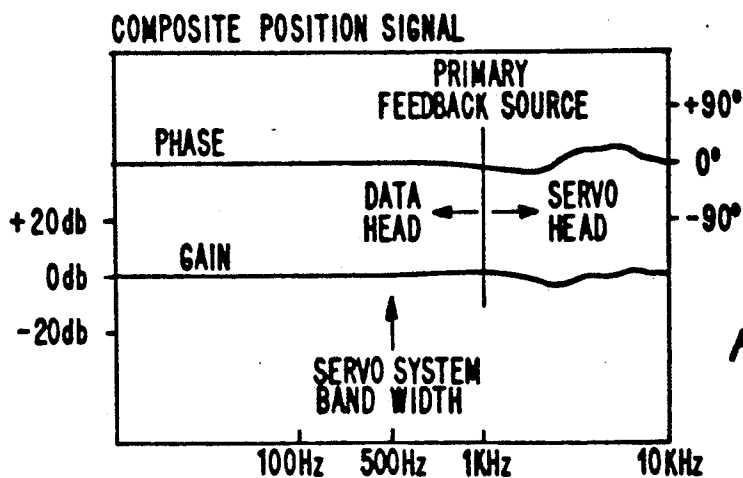 COMPOSITE POSITION SIGNAL
PRIMARY
FEEDBACK SOURCE
+90°
PHASE
0°
DATA
HEAD
SERVO
HEAD
+20db
-90°
GAIN
0db
-20db
SERVO SYSTEM
BAND WIDTH
100Hz 500Hz 1KHz 10KHz